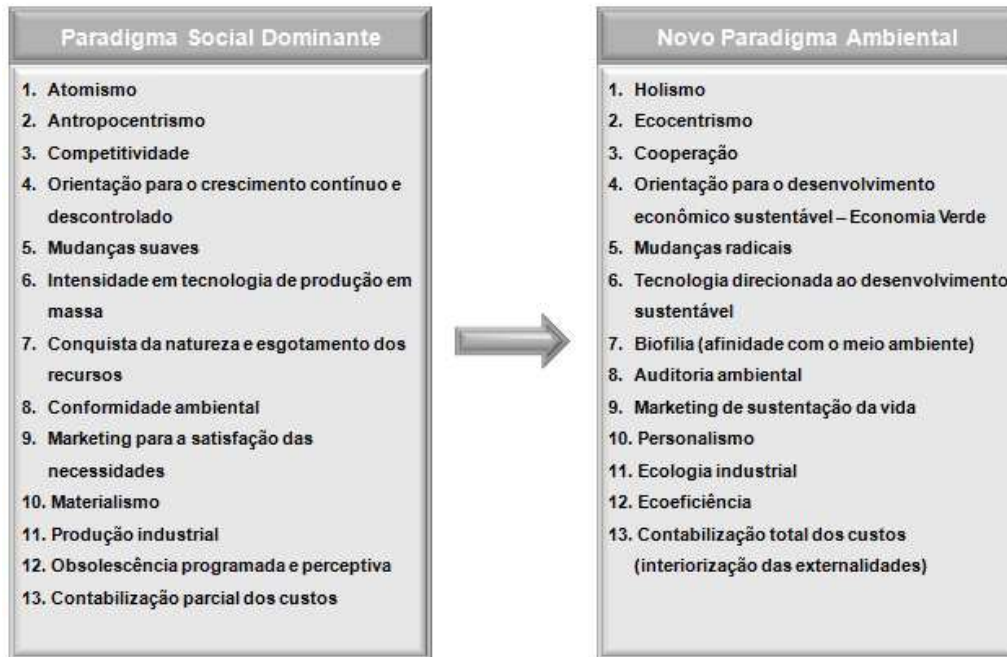 Paradigma Social Dominante
1. Atomismo
2. Antropocentrismo
3. Competitividade
4. Orientação para o crescimento contínuo e
descontrolado
5. Mudanças suaves
6. Intensidade em tecnologia de produção em
massa
7. Conquista da natureza e esgotamento dos
recursos
8. Conformidade ambiental
9. Marketing para a satisfação das
necessidades
10. Materialismo
11. Produção industrial
12. Obsolescência programada e perceptiva
13. Contabilização parcial dos custos
Novo Paradigma Ambiental
1. Holismo
2. Ecocentrismo
3. Cooperação
4. Orientação para o desenvolvimento
econômico sustentável – Economia Verde
5. Mudanças radicais
6. Tecnologia direcionada ao desenvolvimento
sustentável
7. Biofilia (afinidade com o meio ambiente)
8. Auditoria ambiental
9. Marketing de sustentação da vida
10. Personalismo
11. Ecologia industrial
12. Ecoeficiência
13. Contabilização total dos custos
(interiorização das externalidades)